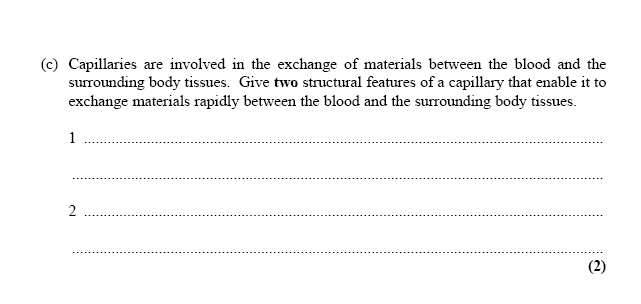 (c) Capillaries are involved in the exchange of materials between the blood and the
surrounding body tissues. Give two structural features of a capillary that enable it to
exchange materials rapidly between the blood and the surrounding body tissues.
1 ....................................................................................................
....................................................................................................
2 ....................................................................................................
....................................................................................................
(2)